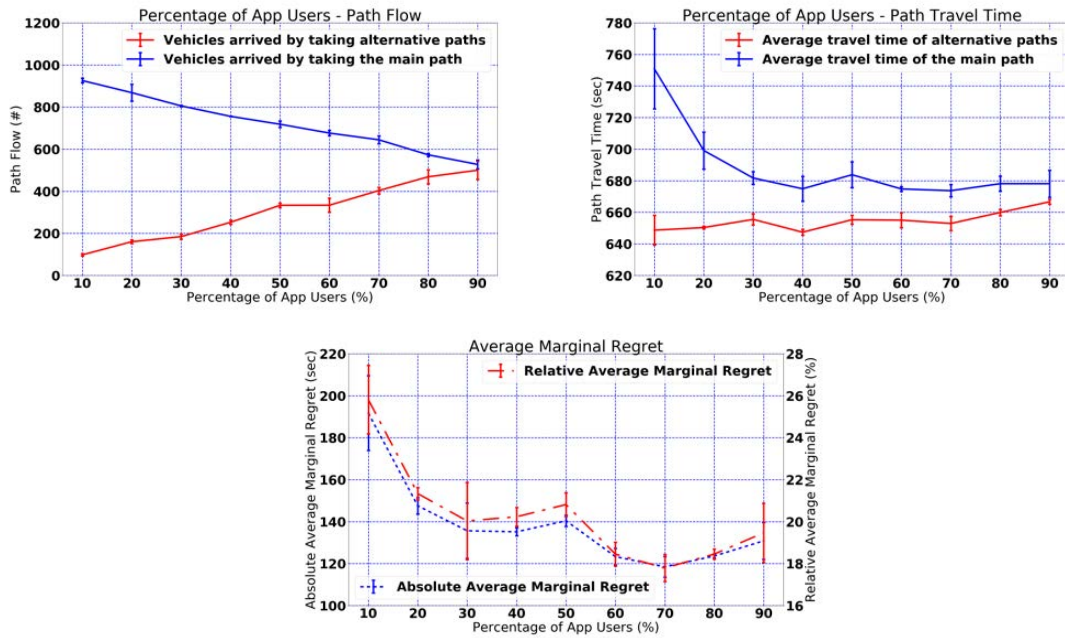 Percentage of App Users - Path Flow
1200
1000
800
600
400
200
0
Path Flow (#)
Vehicles arrived by taking alternative paths
Vehicles arrived by taking the main path
10 20 30 40 50 60 70 80 90
Percentage of App Users (%)
Percentage of App Users - Path Travel Time
780
760
740
720
700
680
660
640
620
Path Travel Time (sec)
Average travel time of alternative paths
Average travel time of the main path
10 20 30 40 50 60 70 80 90
Percentage of App Users (%)
Average Marginal Regret
220
200
180
160
140
120
100
Absolute Average Marginal Regret (sec)
Relative Average Marginal Regret
Absolute Average Marginal Regret
28
26
24
22
20
18
16
Relative Average Marginal Regret (%)
10 20 30 40 50 60 70 80 90
Percentage of App Users (%)